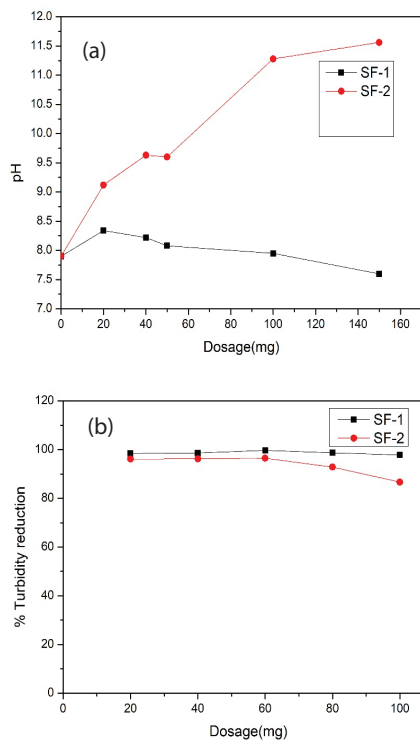 (a)
SF-1
SF-2
11.5
11.0
10.5
10.0
9.5
9.0
8.5
8.0
7.5
7.0
pH
0 20 40 60 80 100 120 140 160
Dosage(mg)
(b)
SF-1
SF-2
120
100
80
60
40
20
0
% Turbidity reduction
0 20 40 60 80 100
Dosage(mg)